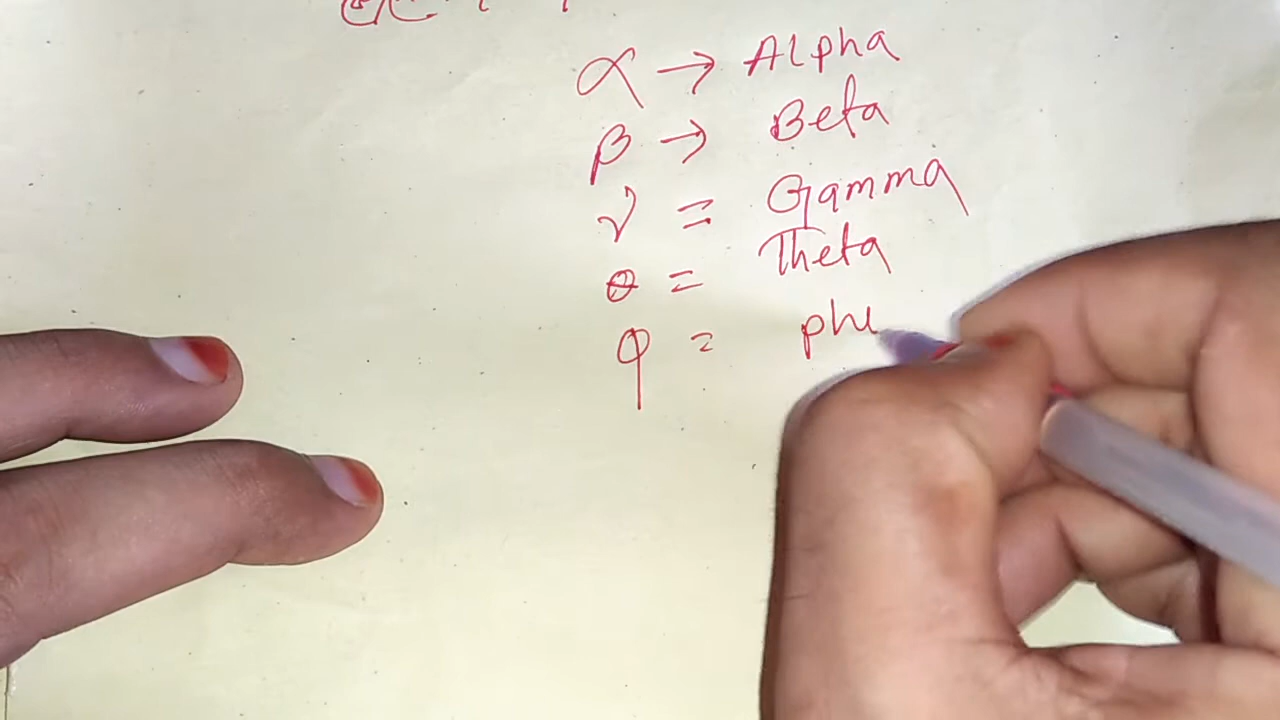 α → Alpha
β → Beta
γ = Gamma
θ = Theta
φ = phi